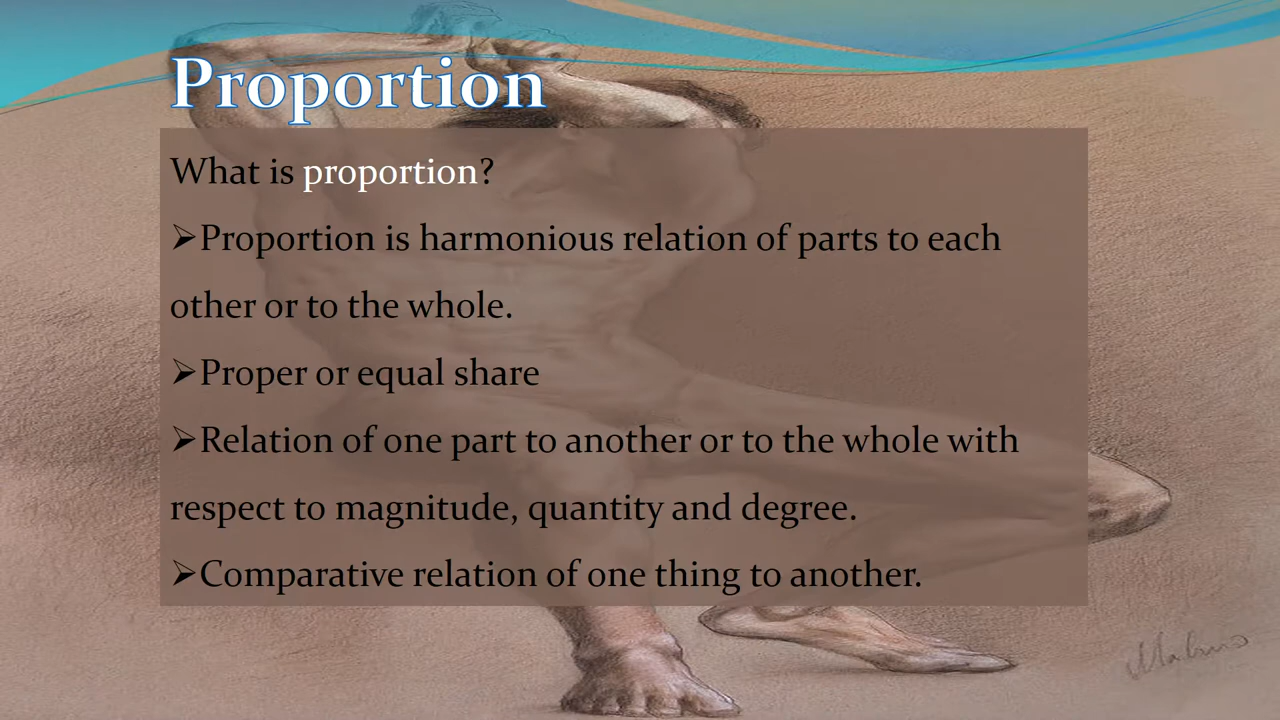 Proportion
What is proportion?
➢Proportion is harmonious relation of parts to each
other or to the whole.
➢Proper or equal share
➢Relation of one part to another or to the whole with
respect to magnitude, quantity and degree.
➢Comparative relation of one thing to another.